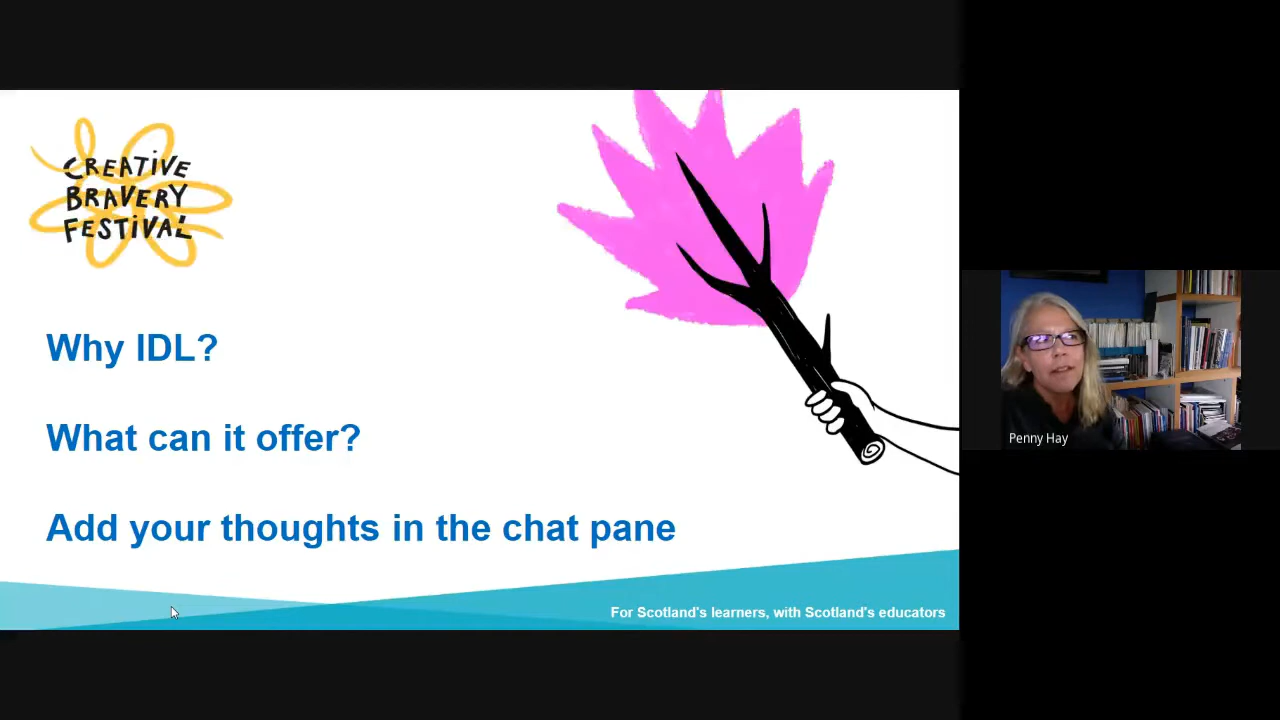 CREATIVE
BRAVERY
FESTIVAL
Why IDL?
What can it offer?
Add your thoughts in the chat pane
For Scotland's learners, with Scotland's educators
Penny Hay